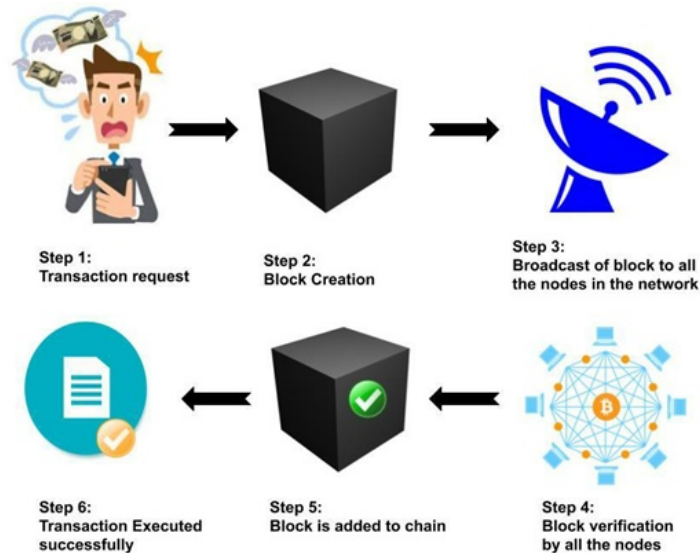 Step 1:
Transaction request
Step 2:
Block Creation
Step 3:
Broadcast of block to all
the nodes in the network
Step 4:
Block verification
by all the nodes
Step 5:
Block is added to chain
Step 6:
Transaction Executed
successfully